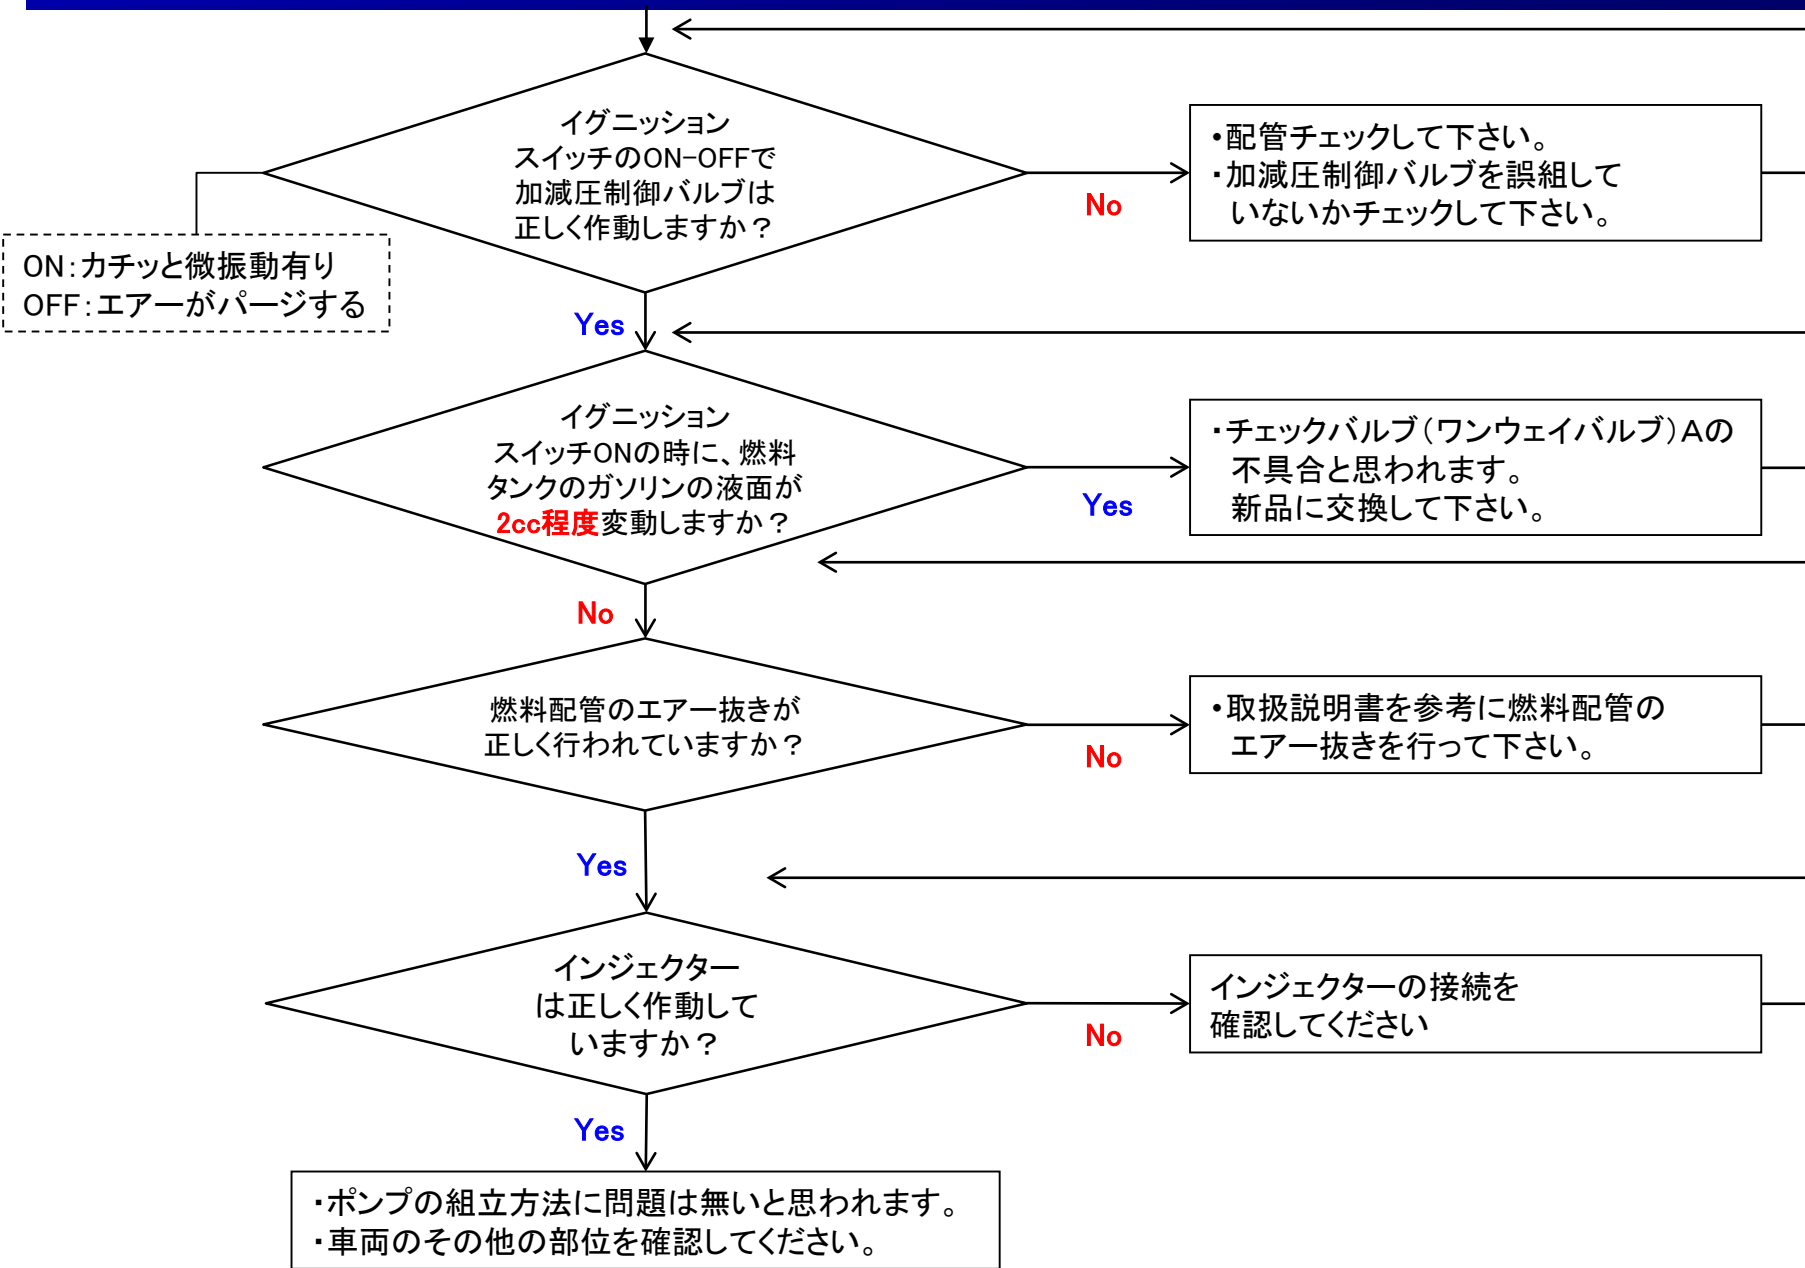 イグニッション
スイッチのON-OFFで
加減圧制御バルブは
正しく作動しますか？
No
・配管チェックして下さい。
・加減圧制御バルブを誤組して
いないかチェックして下さい。
ON：カチッと微振動有り
OFF：エアーがパージする
Yes
イグニッション
スイッチONの時に、燃料
タンクのガソリンの液面が
2cc程度変動しますか？
Yes
・チェックバルブ（ワンウェイバルブ）Aの
不具合と思われます。
新品に交換して下さい。
No
燃料配管のエアー抜きが
正しく行われていますか？
No
・取扱説明書を参考に燃料配管の
エアー抜きを行って下さい。
Yes
インジェクター
は正しく作動して
いますか？
No
インジェクターの接続を
確認してください
Yes
・ポンプの組立方法に問題は無いと思われます。
・車両のその他の部位を確認してください。